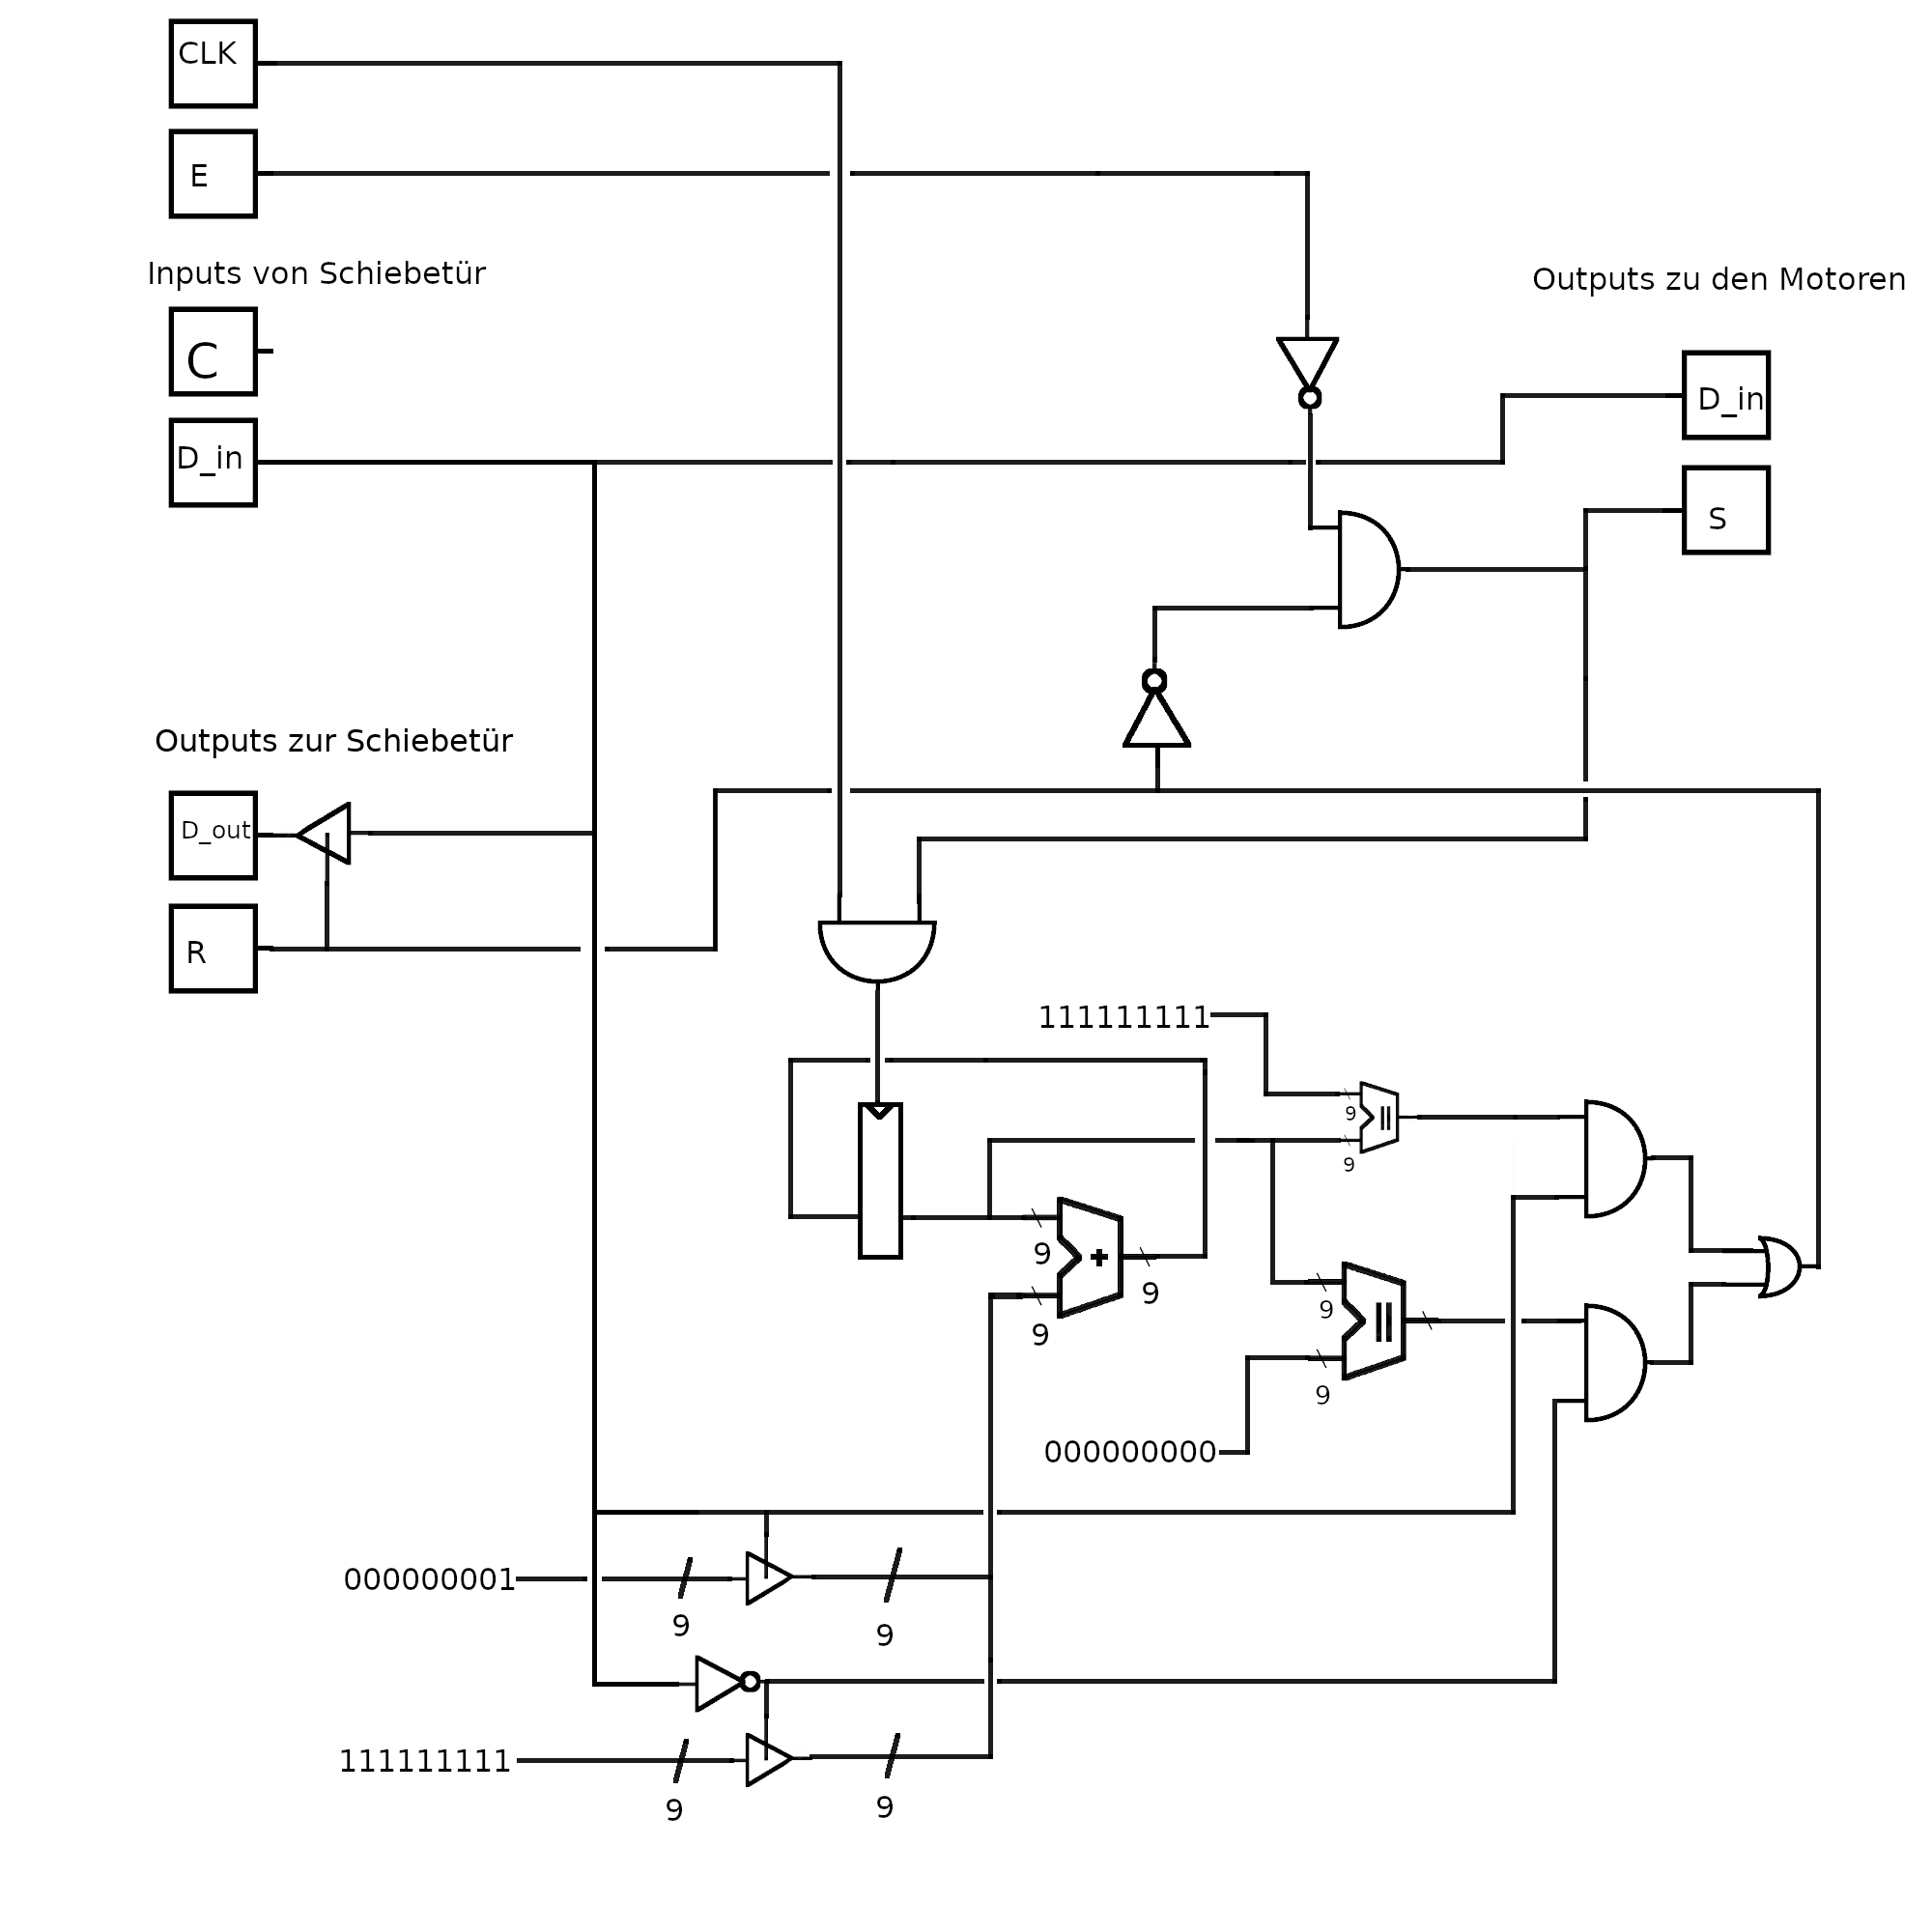 CLK
E
Inputs von Schiebetür
Outputs zu den Motoren
C
D_in
D_in
S
Outputs zur Schiebetür
D_out
R
111111111
9
9
+
9
9
9
9
9
000000000
000000001
9
9
111111111
9
9